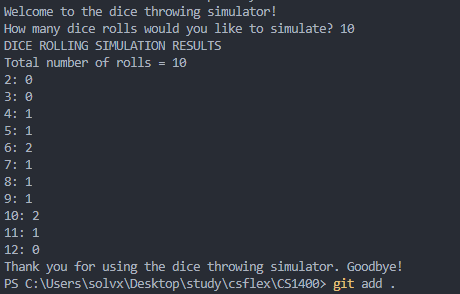 Welcome to the dice throwing simulator!
How many dice rolls would you like to simulate? 10
DICE ROLLING SIMULATION RESULTS
Total number of rolls = 10
2: 0
3: 0
4: 1
5: 1
6: 2
7: 1
8: 1
9: 1
10: 2
11: 1
12: 0
Thank you for using the dice throwing simulator. Goodbye!
PS C:\Users\solvx\Desktop\study\csflex\CS1400> git add .